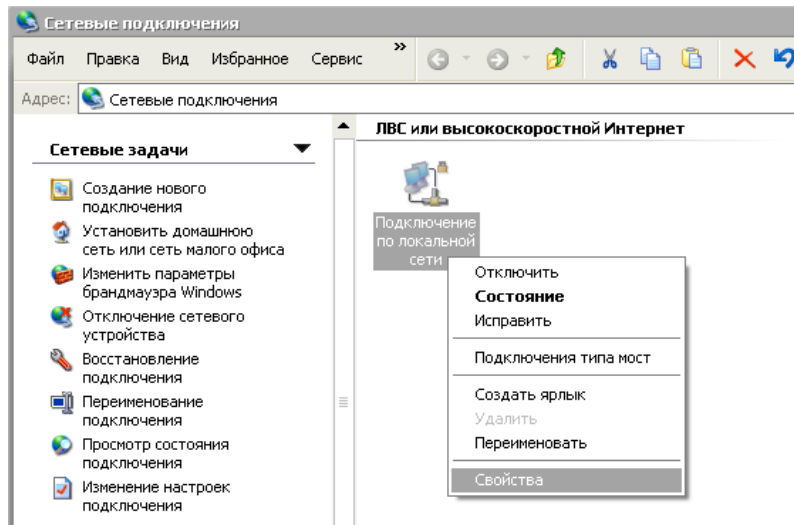 Сетевые подключения
Файл Правка Вид Избранное Сервис »
Адрес: Сетевые подключения
Сетевые задачи
Создание нового
подключения
Установить домашнюю
сеть или сеть малого офиса
Изменить параметры
брандмауэра Windows
Отключение сетевого
устройства
Восстановление
подключения
Переименование
подключения
Просмотр состояния
подключения
Изменение настроек
подключения
ЛВС или высокоскоростной Интернет
Подключение
по локальной
сети
Отключить
Состояние
Исправить
Подключения типа мост
Создать ярлык
Удалить
Переименовать
Свойства